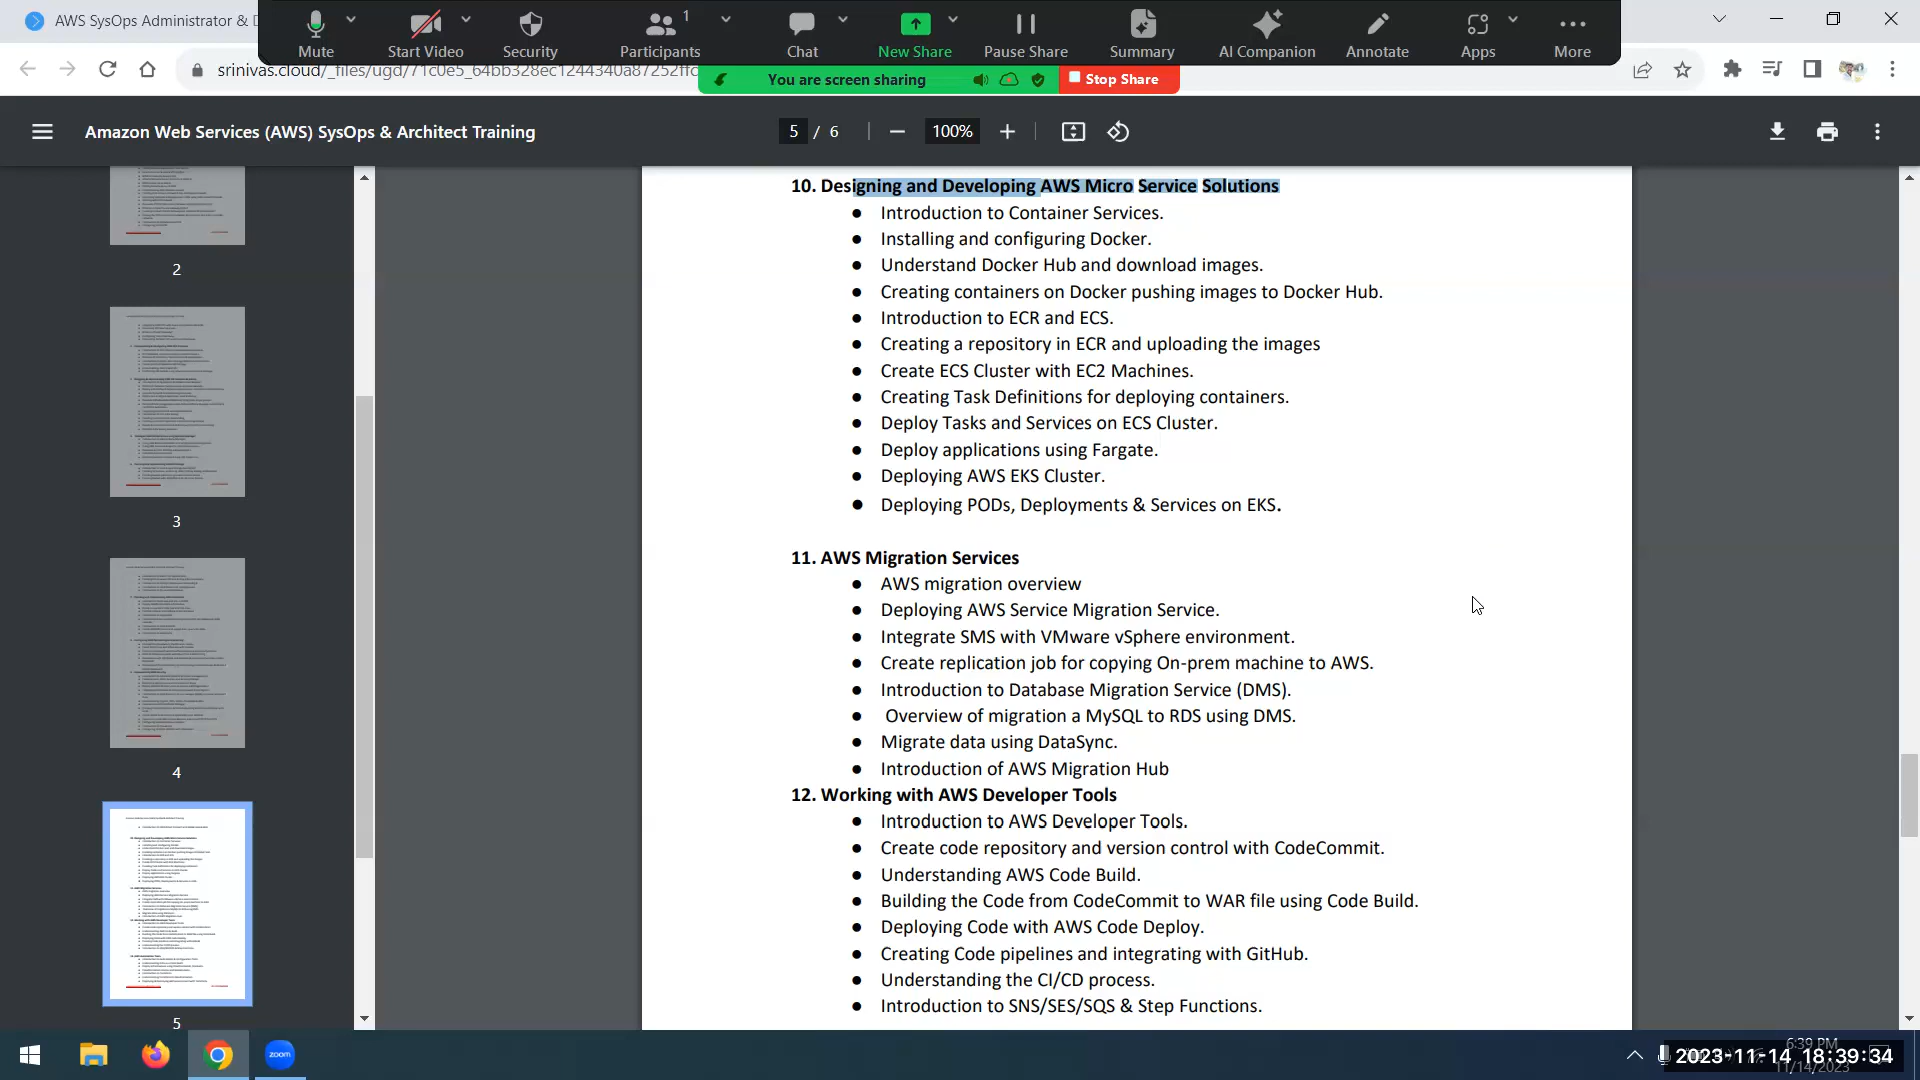 AWS SysOps Administrator & D
Mute
Start Video
Security
Participants
1
Chat
New Share
Pause Share
Summary
AI Companion
Annotate
Apps
More
srinivas.cloud/_files/ugd/71c0e5_64bb328ec1244340a87252ffc
You are screen sharing
Stop Share
Amazon Web Services (AWS) SysOps & Architect Training
5 / 6
100%
2
3
4
5
10. Designing and Developing AWS Micro Service Solutions
● Introduction to Container Services.
● Installing and configuring Docker.
● Understand Docker Hub and download images.
● Creating containers on Docker pushing images to Docker Hub.
● Introduction to ECR and ECS.
● Creating a repository in ECR and uploading the images
● Create ECS Cluster with EC2 Machines.
● Creating Task Definitions for deploying containers.
● Deploy Tasks and Services on ECS Cluster.
● Deploy applications using Fargate.
● Deploying AWS EKS Cluster.
● Deploying PODs, Deployments & Services on EKS.
11. AWS Migration Services
● AWS migration overview
● Deploying AWS Service Migration Service.
● Integrate SMS with VMware vSphere environment.
● Create replication job for copying On-prem machine to AWS.
● Introduction to Database Migration Service (DMS).
● Overview of migration a MySQL to RDS using DMS.
● Migrate data using DataSync.
● Introduction of AWS Migration Hub
12. Working with AWS Developer Tools
● Introduction to AWS Developer Tools.
● Create code repository and version control with CodeCommit.
● Understanding AWS Code Build.
● Building the Code from CodeCommit to WAR file using Code Build.
● Deploying Code with AWS Code Deploy.
● Creating Code pipelines and integrating with GitHub.
● Understanding the CI/CD process.
● Introduction to SNS/SES/SQS & Step Functions.
zoom
6:39 PM
2023-11-14 18:39:34
11/14/2023